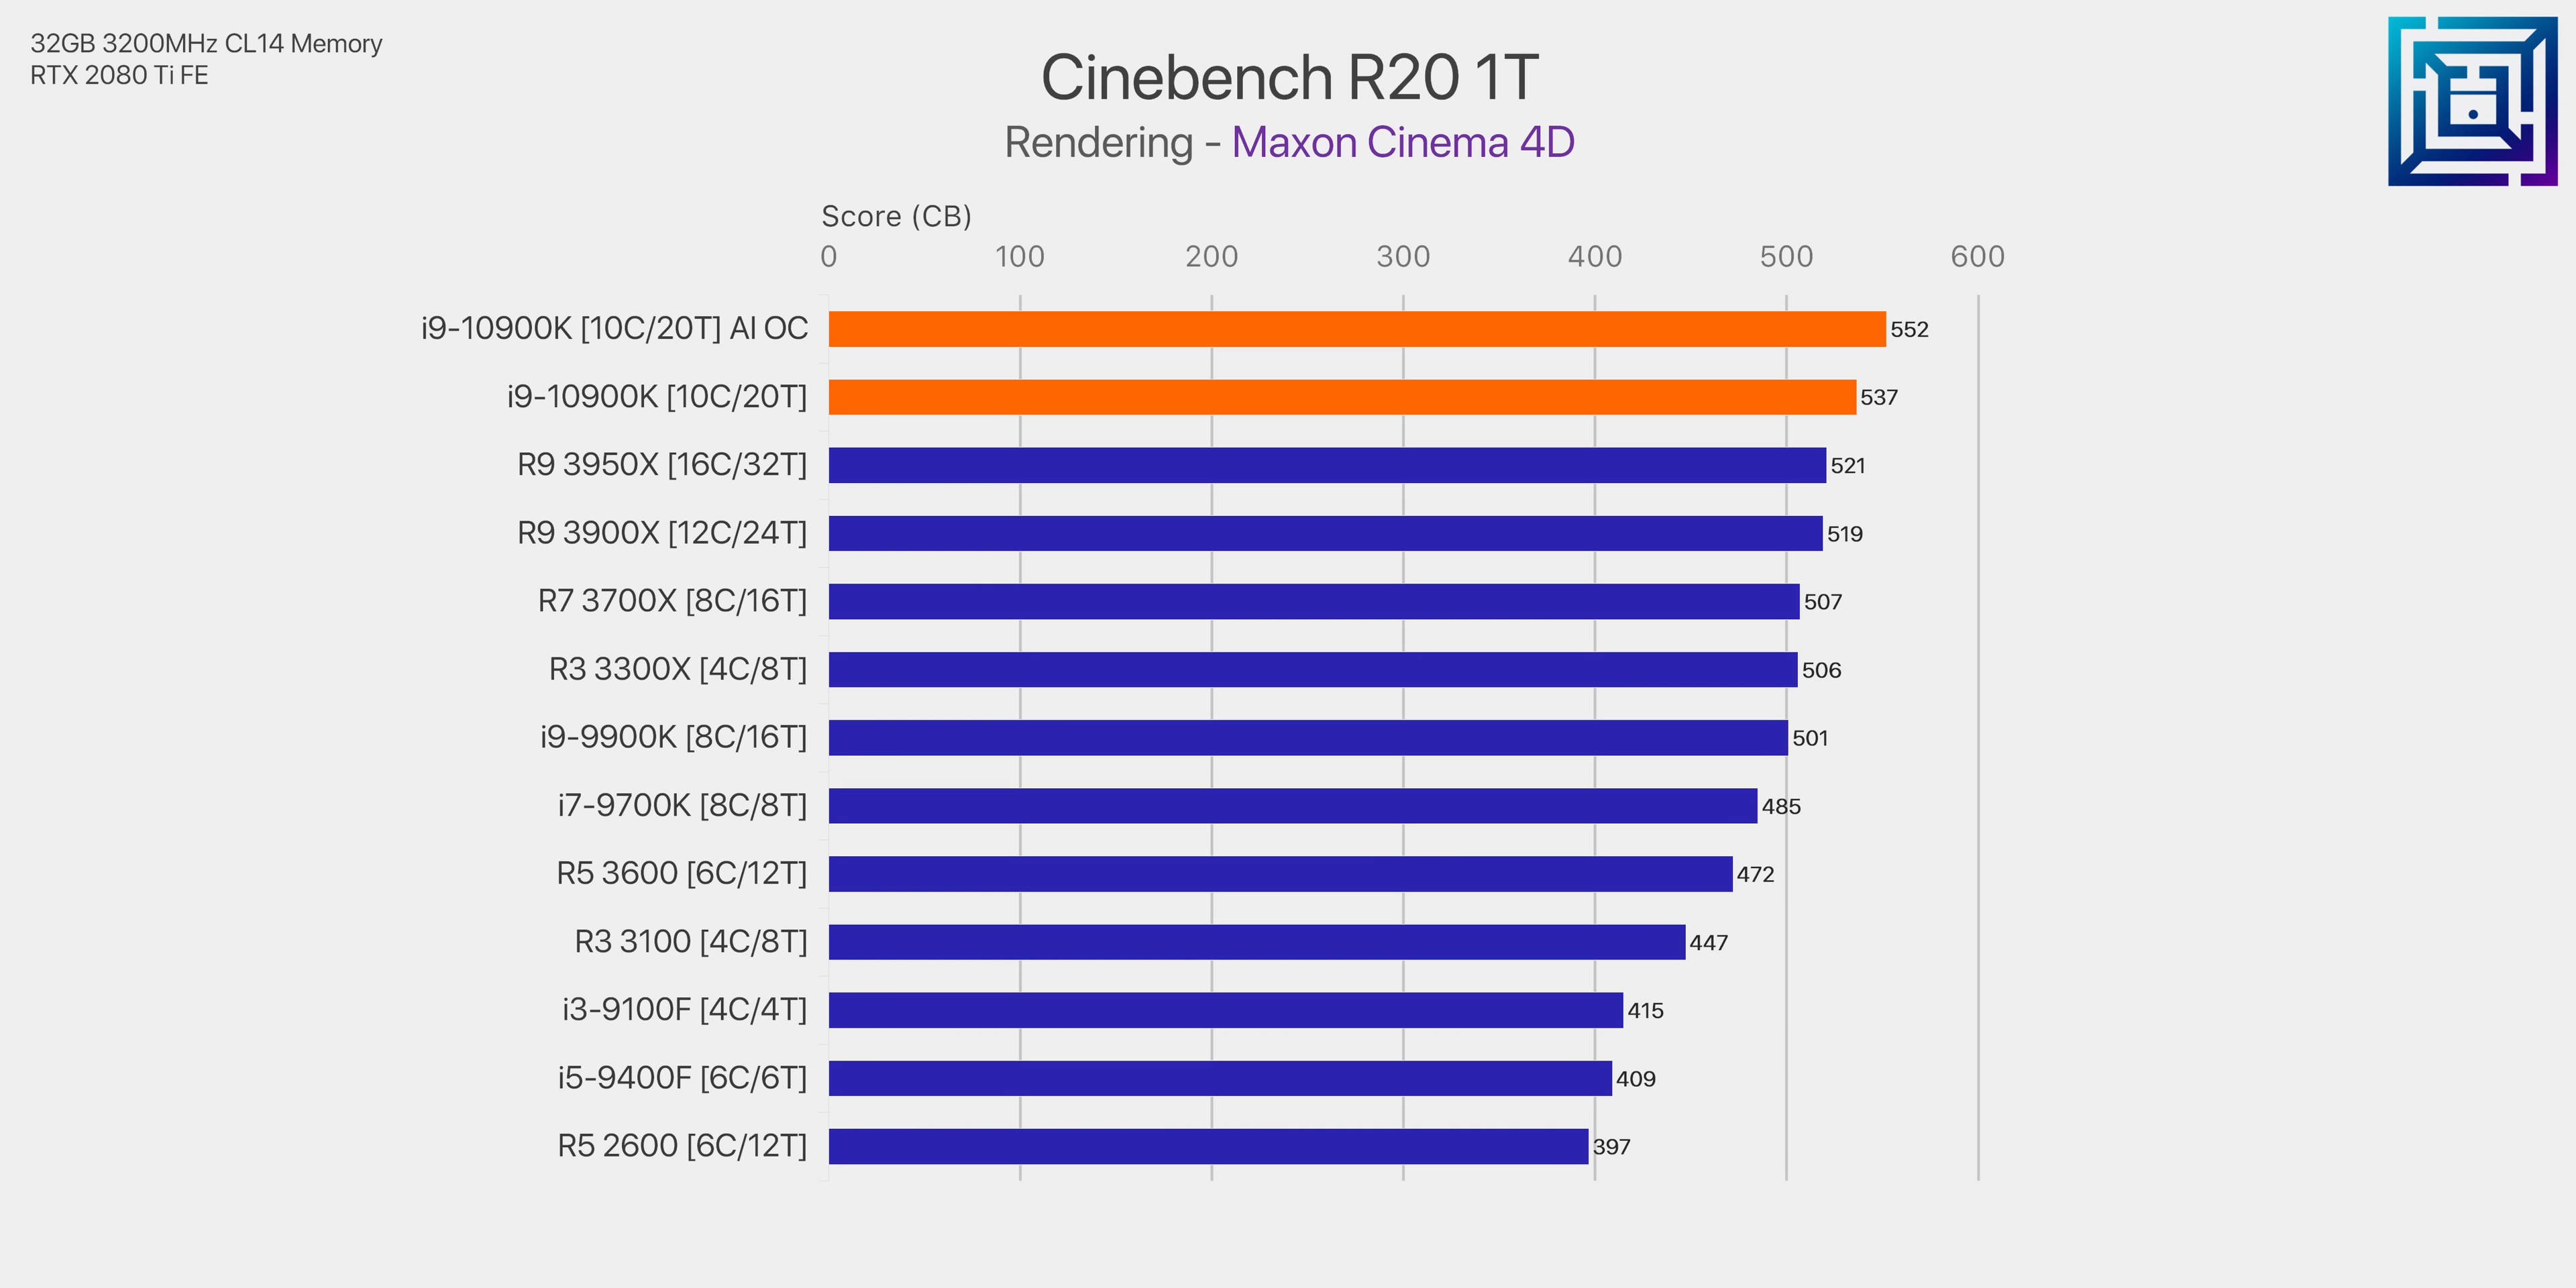 32GB 3200MHz CL14 Memory
RTX 2080 Ti FE
Cinebench R20 1T
Rendering - Maxon Cinema 4D
Score (CB)
0 100 200 300 400 500 600
i9-10900K [10C/20T] AI OC 552
i9-10900K [10C/20T] 537
R9 3950X [16C/32T] 521
R9 3900X [12C/24T] 519
R7 3700X [8C/16T] 507
R3 3300X [4C/8T] 506
i9-9900K [8C/16T] 501
i7-9700K [8C/8T] 485
R5 3600 [6C/12T] 472
R3 3100 [4C/8T] 447
i3-9100F [4C/4T] 415
i5-9400F [6C/6T] 409
R5 2600 [6C/12T] 397